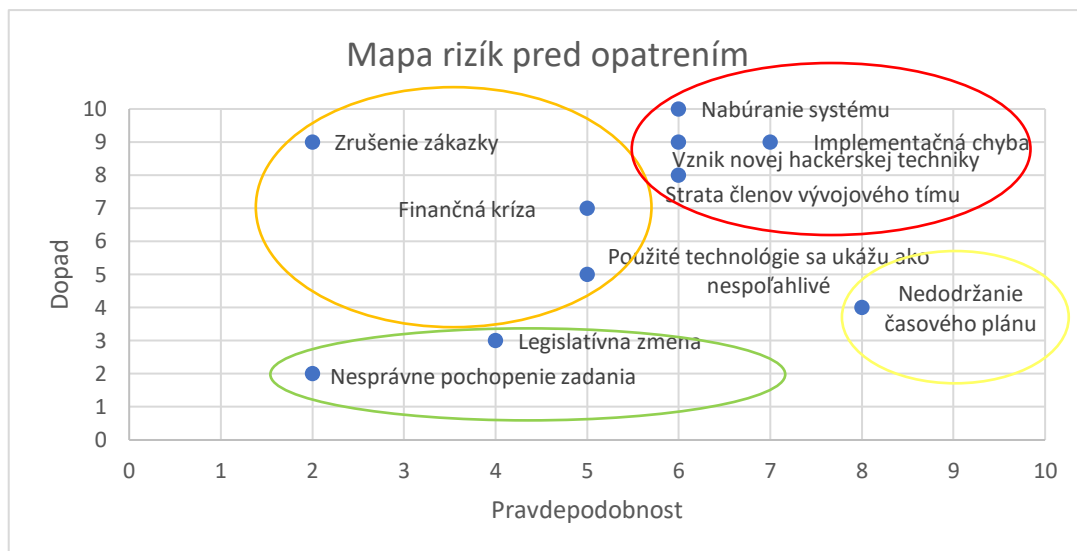 Mapa rizík pred opatrením
10
9
8
7
6
5
4
3
2
1
0
Dopad
Nabúranie systému
Zrušenie zákazky
Implementačná chyba
Vznik novej hackerskej techniky
Strata členov vývojového tímu
Finančná kríza
Použité technológie sa ukážu ako
nespoľahlivé
Nedodržanie
časového plánu
Legislatívna zmena
Nesprávne pochopenie zadania
0 1 2 3 4 5 6 7 8 9 10
Pravdepodobnost